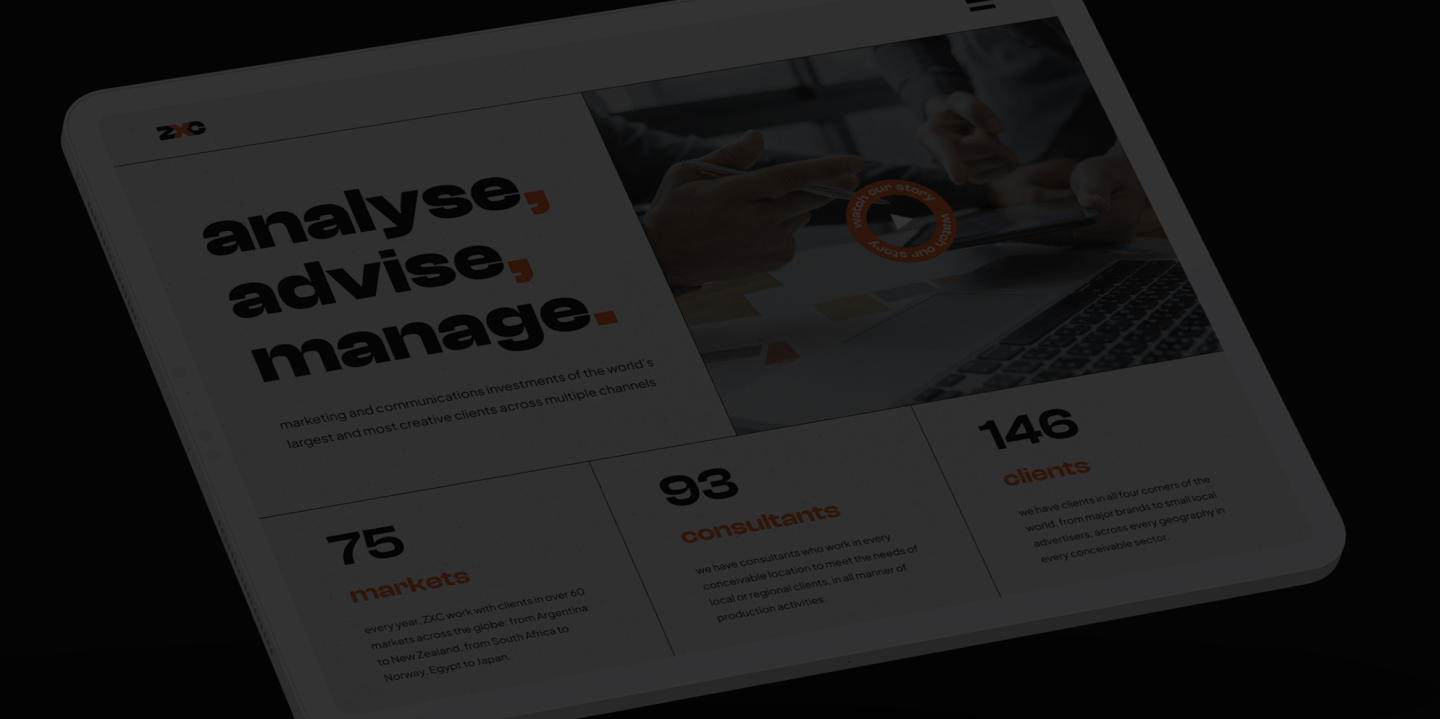 zxc
analyse,
advise,
manage.
marketing and communications investments of the world's
largest and most creative clients across multiple channels
watch our story watch our story
75
markets
every year, ZXC work with clients in over 60
markets across the globe: from Argentina
to New Zealand, from South Africa to
Norway, Egypt to Japan.
93
consultants
we have consultants who work in every
conceivable location to meet the needs of
local or regional clients, in all manner of
production activities.
146
clients
we have clients in all four corners of the
world, from major brands to small local
advertisers, across every geography in
every conceivable sector.